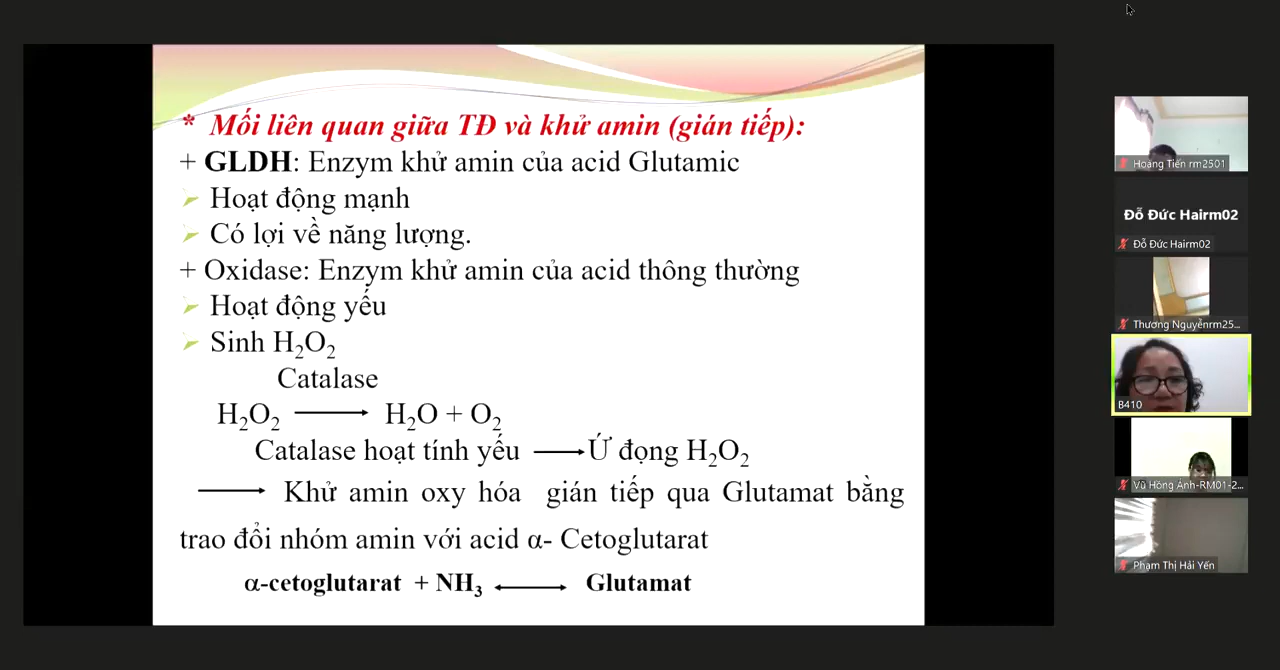 * Mối liên quan giữa TĐ và khử amin (gián tiếp):
+ GLDH: Enzym khử amin của acid Glutamic
➢ Hoạt động mạnh
➢ Có lợi về năng lượng.
+ Oxidase: Enzym khử amin của acid thông thường
➢ Hoạt động yếu
➢ Sinh H₂O₂
Catalase
H₂O₂ ⟶ H₂O + O₂
Catalase hoạt tính yếu ⟶ Ứ đọng H₂O₂
⟶ Khử amin oxy hóa gián tiếp qua Glutamat bằng
trao đổi nhóm amin với acid α- Cetoglutarat
α-cetoglutarat + NH₃ ⟷ Glutamat
Hoàng Tiến rm2501
Đỗ Đức Hairm02
Đỗ Đức Hairm02
Thương Nguyễnrm25...
B410
Vũ Hồng Ánh-RM01-2...
Phạm Thị Hải Yến